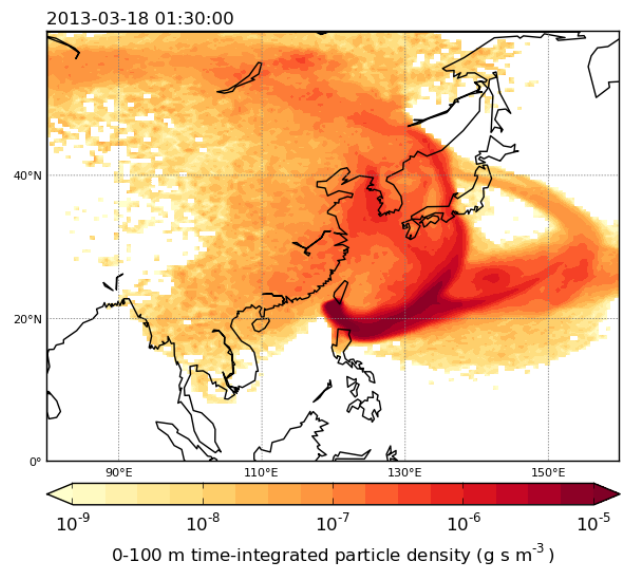 2013-03-18 01:30:00
40°N
20°N
0°
90°E 110°E 130°E 150°E
10⁻⁹ 10⁻⁸ 10⁻⁷ 10⁻⁶ 10⁻⁵
0-100 m time-integrated particle density (g s m⁻³)